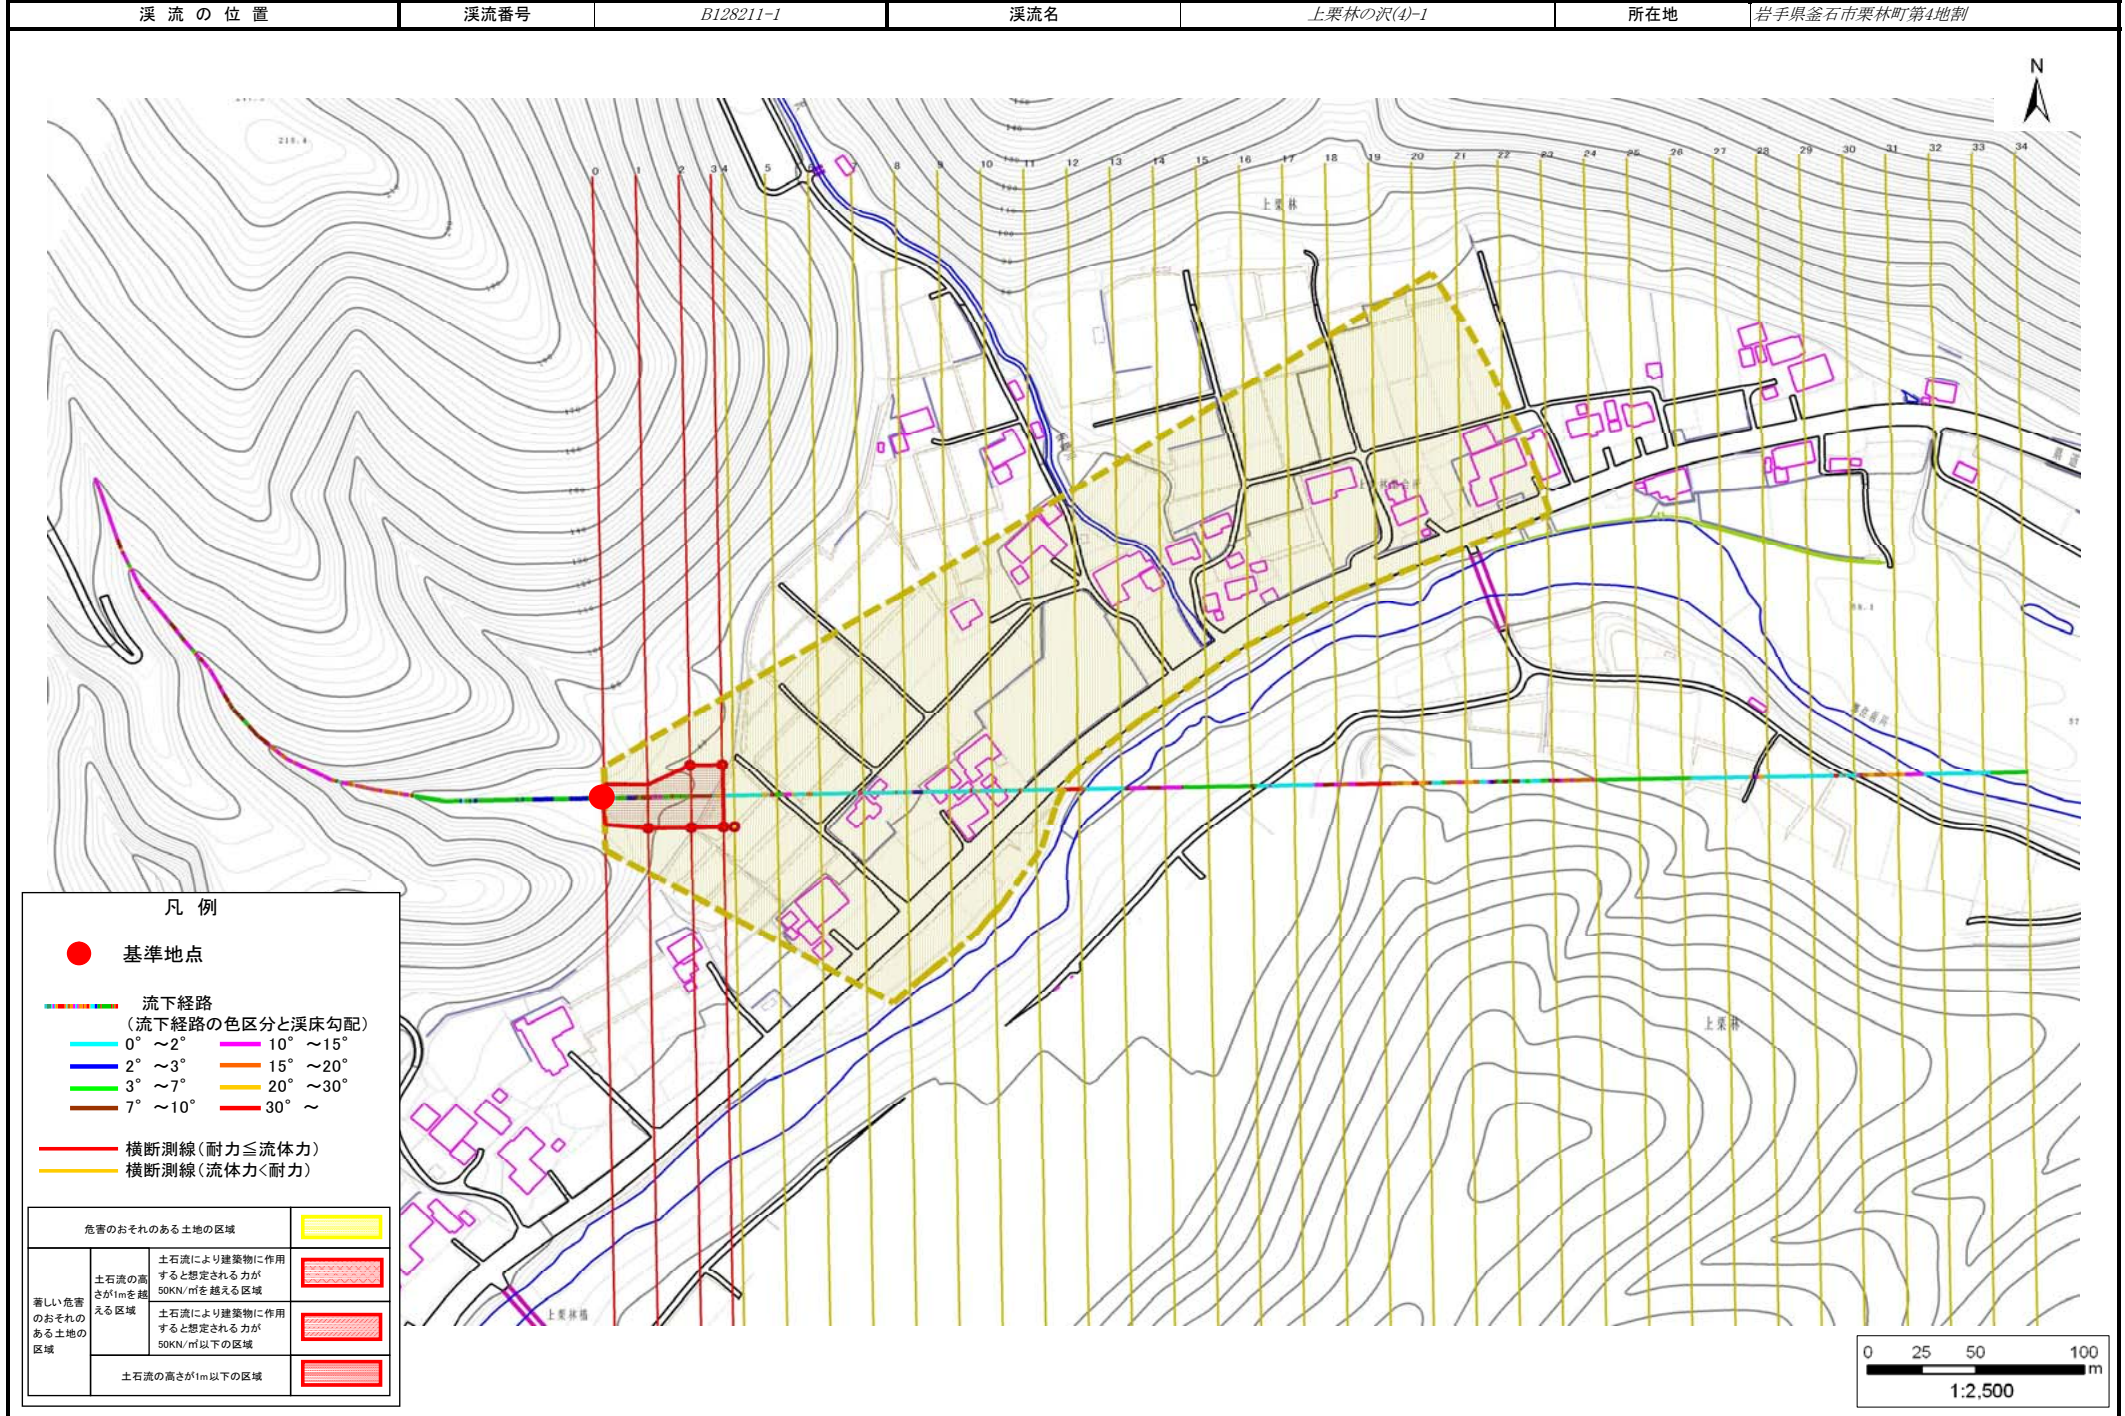 渓流の位置 渓流番号 B128211-1 渓流名 上栗林の沢(4)-1 所在地 岩手県釜石市栗林町第4地割
N
0 1 2 3 4 5 6 7 8 9 10 11 12 13 14 15 16 17 18 19 20 21 22 23 24 25 26 27 28 29 30 31 32 33 34
218.4
上栗林
上栗林
上栗林橋
凡例
基準地点
流下経路
(流下経路の色区分と渓床勾配)
0°～2° 10°～15°
2°～3° 15°～20°
3°～7° 20°～30°
7°～10° 30°～
横断測線(耐力≦流体力)
横断測線(流体力<耐力)
危害のおそれのある土地の区域
著しい危害
のおそれの
ある土地の
区域
土石流の高
さが1mを越
える区域
土石流により建築物に作用
すると想定される力が
50KN/㎡を越える区域
土石流により建築物に作用
すると想定される力が
50KN/㎡以下の区域
土石流の高さが1m以下の区域
0 25 50 100
m
1:2,500